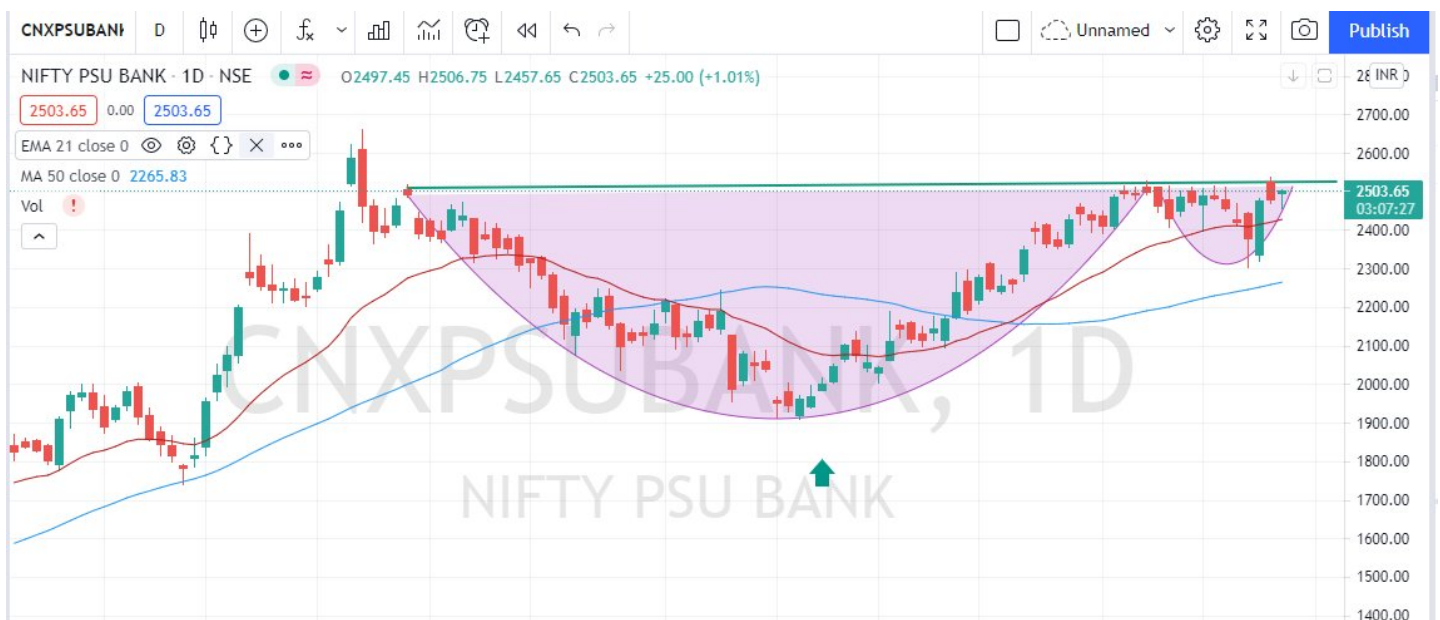 CNXPSUBANK D Unnamed Publish
NIFTY PSU BANK · 1D · NSE O2497.45 H2506.75 L2457.65 C2503.65 +25.00 (+1.01%)
INR
2503.65 0.00 2503.65
EMA 21 close 0
MA 50 close 0 2265.83
Vol !
2700.00
2600.00
2503.65
03:07:27
2400.00
2300.00
2200.00
2100.00
2000.00
1900.00
1800.00
1700.00
1600.00
1500.00
1400.00
CNXPSUBANK, 1D
NIFTY PSU BANK